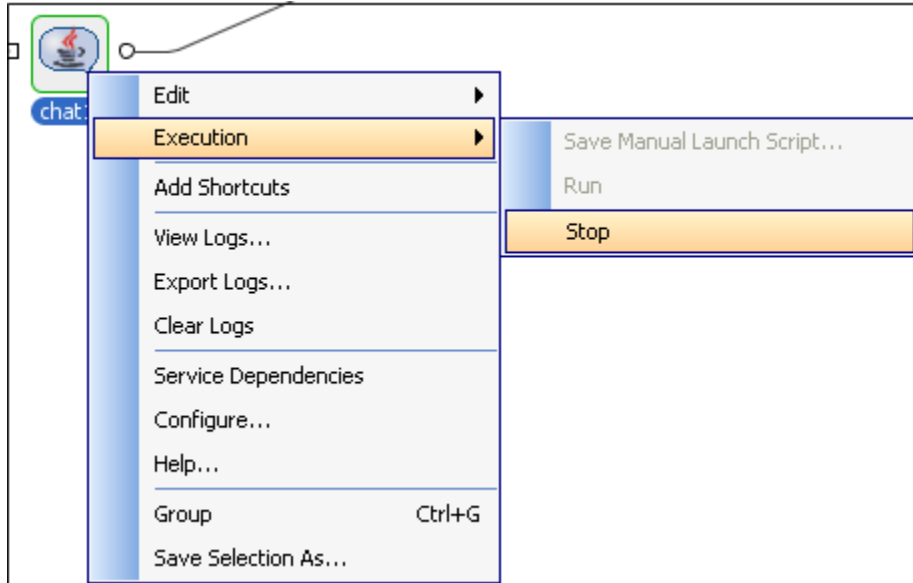 Edit
Execution
Add Shortcuts
View Logs...
Export Logs...
Clear Logs
Service Dependencies
Configure...
Help...
Group Ctrl+G
Save Selection As...
Save Manual Launch Script...
Run
Stop